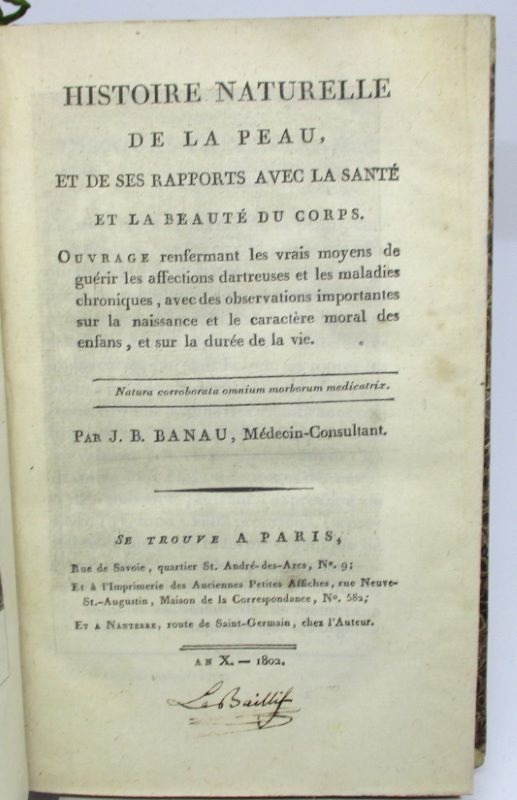 HISTOIRE NATURELLE
DE LA PEAU,
ET DE SES RAPPORTS AVEC LA SANTÉ
ET LA BEAUTÉ DU CORPS.
OUVRAGE renfermant les vrais moyens de
guérir les affections dartreuses et les maladies
chroniques, avec des observations importantes
sur la naissance et le caractère moral des
enfans, et sur la durée de la vie.
Natura corroborata omnium morborum medicatrix.
PAR J. B. BANAU, Médecin-Consultant.
SE TROUVE A PARIS,
Rue de Savoie, quartier St. André-des-Arcs, N°. 9;
Et à l'Imprimerie des Anciennes Petites Affiches, rue Neuve-
St.-Augustin, Maison de la Correspondance, N°. 582;
ET A NANTERRE, route de Saint-Germain, chez l'Auteur.
AN X. — 1802.
LeBaillif